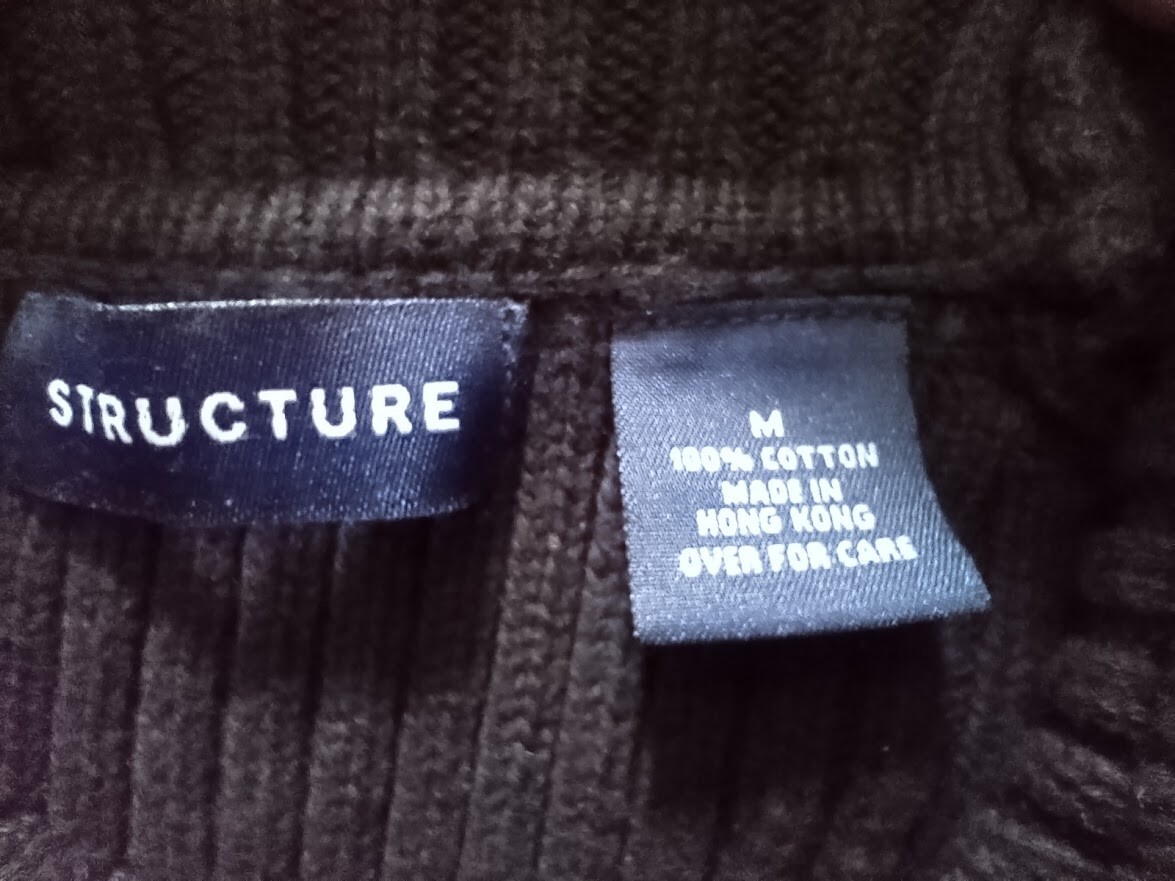 STRUCTURE
M
100% COTTON
MADE IN
HONG KONG
OVER FOR CARE